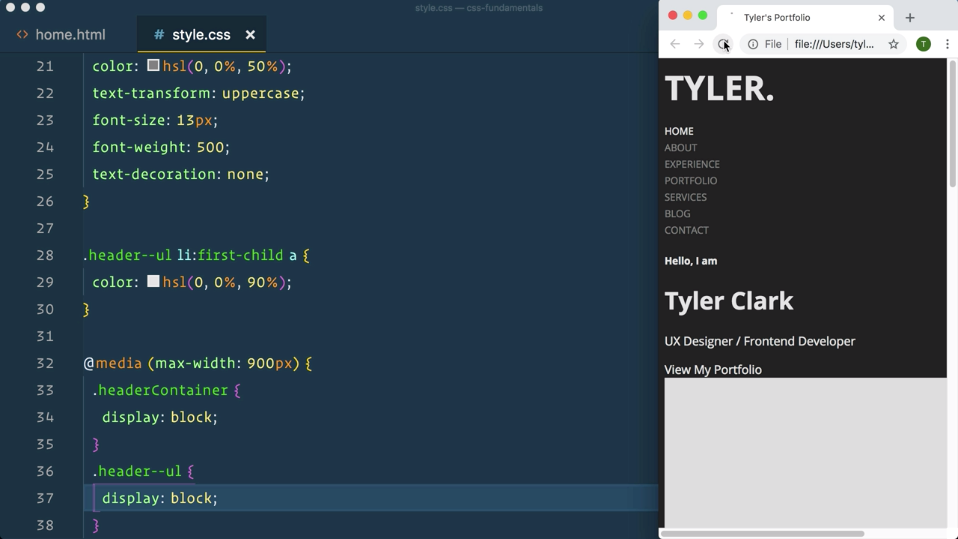 style.css — css-fundamentals
<> home.html
# style.css ×
21 color: hsl(0, 0%, 50%);
22 text-transform: uppercase;
23 font-size: 13px;
24 font-weight: 500;
25 text-decoration: none;
26 }
27
28 .header--ul li:first-child a {
29 color: hsl(0, 0%, 90%);
30 }
31
32 @media (max-width: 900px) {
33 .headerContainer {
34 display: block;
35 }
36 .header--ul {
37 display: block;
38 }
Tyler's Portfolio × +
File file:///Users/tyl... T
TYLER.
HOME
ABOUT
EXPERIENCE
PORTFOLIO
SERVICES
BLOG
CONTACT
Hello, I am
Tyler Clark
UX Designer / Frontend Developer
View My Portfolio